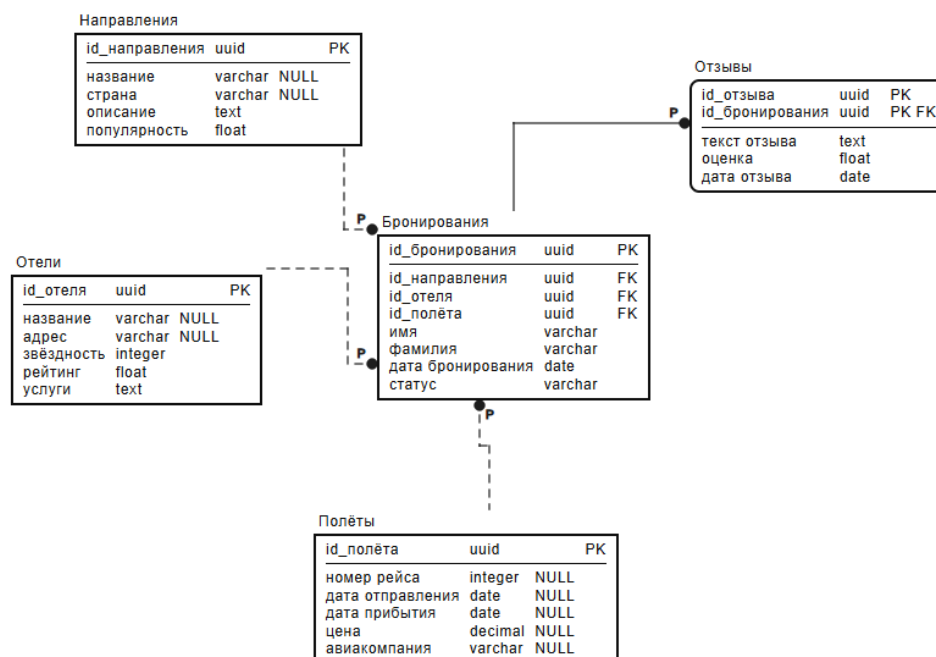 Направления
id_направления uuid PK
название varchar NULL
страна varchar NULL
описание text
популярность float
Отзывы
id_отзыва uuid PK
id_бронирования uuid PK FK
текст отзыва text
оценка float
дата отзыва date
P
P
Бронирования
id_бронирования uuid PK
id_направления uuid FK
id_отеля uuid FK
id_полёта uuid FK
имя varchar
фамилия varchar
дата бронирования date
статус varchar
Отели
id_отеля uuid PK
название varchar NULL
адрес varchar NULL
звёздность integer
рейтинг float
услуги text
P
P
Полёты
id_полёта uuid PK
номер рейса integer NULL
дата отправления date NULL
дата прибытия date NULL
цена decimal NULL
авиакомпания varchar NULL